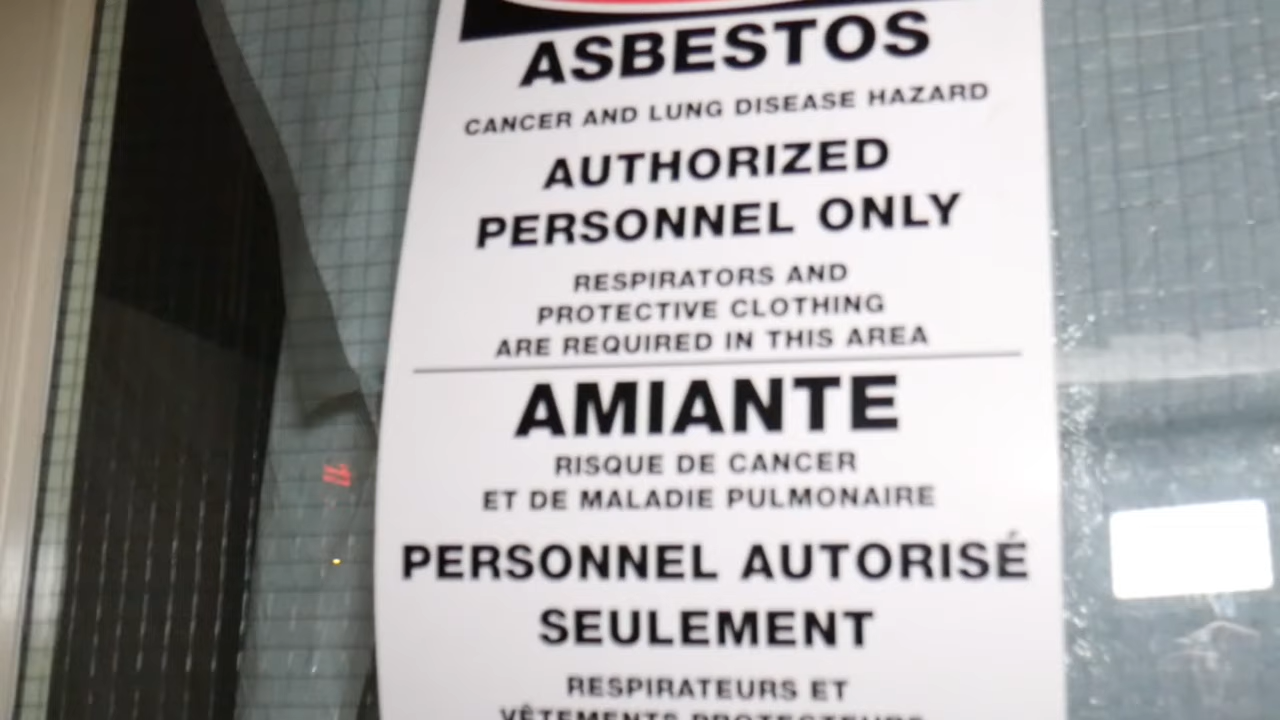 ASBESTOS
CANCER AND LUNG DISEASE HAZARD
AUTHORIZED
PERSONNEL ONLY
RESPIRATORS AND
PROTECTIVE CLOTHING
ARE REQUIRED IN THIS AREA
AMIANTE
RISQUE DE CANCER
ET DE MALADIE PULMONAIRE
PERSONNEL AUTORISÉ
SEULEMENT
RESPIRATEURS ET
VÊTEMENTS PROTECTEURS